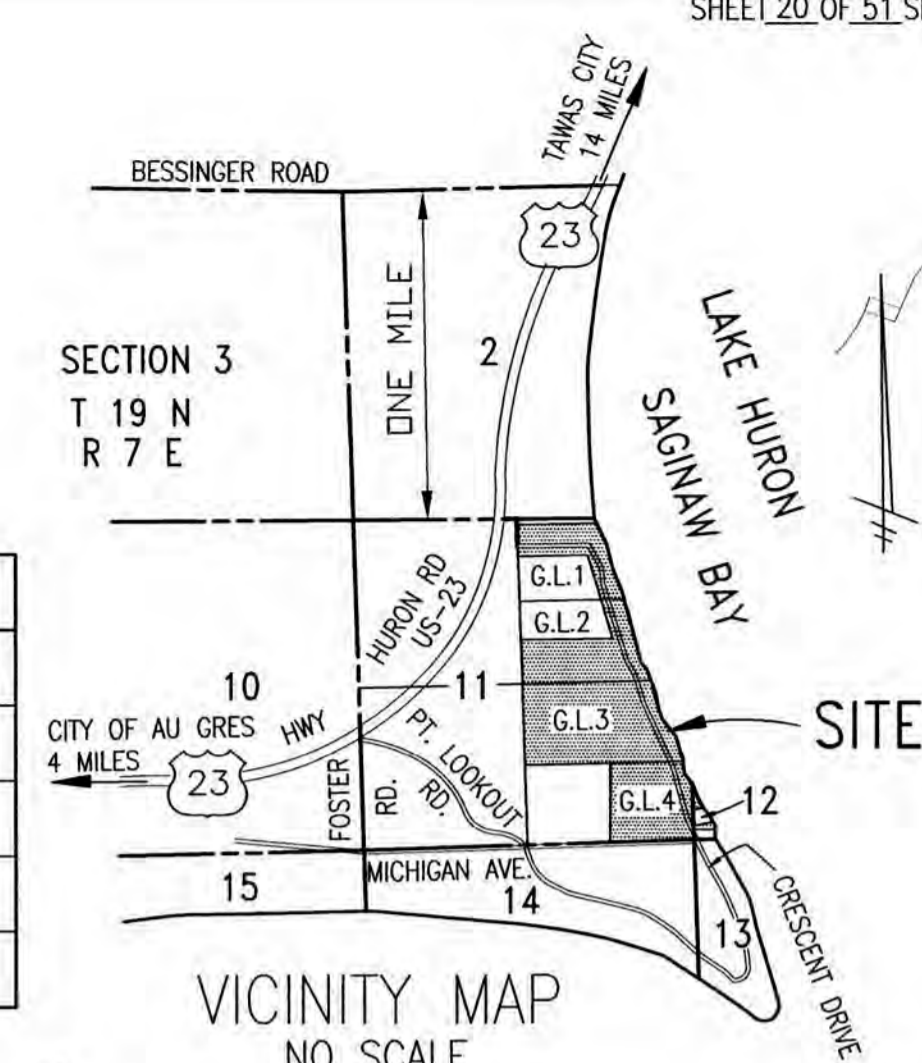 SHEET 20 OF 51
TAWAS CITY
14 MILES
BESSINGER ROAD
23
ONE MILE
2
SECTION 3
T 19 N
R 7 E
LAKE HURON
SAGINAW BAY
HURON RD
US-23
G.L.1
G.L.2
10
11
G.L.3
SITE
CITY OF AU GRES
4 MILES
HWY
23
PT. LOOKOUT
RD.
FOSTER
RD.
G.L.4
12
MICHIGAN AVE.
15
14
13
CRESCENT DRIVE
VICINITY MAP
NO SCALE